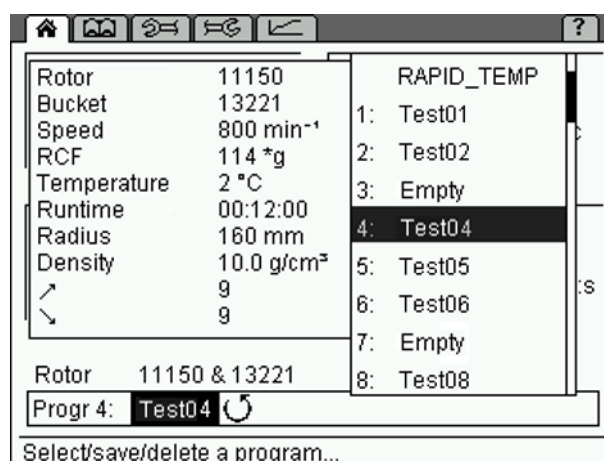 ?
Rotor 11150
Bucket 13221
Speed 800 min⁻¹
RCF 114 *g
Temperature 2 °C
Runtime 00:12:00
Radius 160 mm
Density 10.0 g/cm³
↗ 9
↘ 9
RAPID_TEMP
1: Test01
2: Test02
3: Empty
4: Test04
5: Test05
6: Test06
7: Empty
8: Test08
Rotor 11150 & 13221
Progr 4: Test04
Select/save/delete a program...